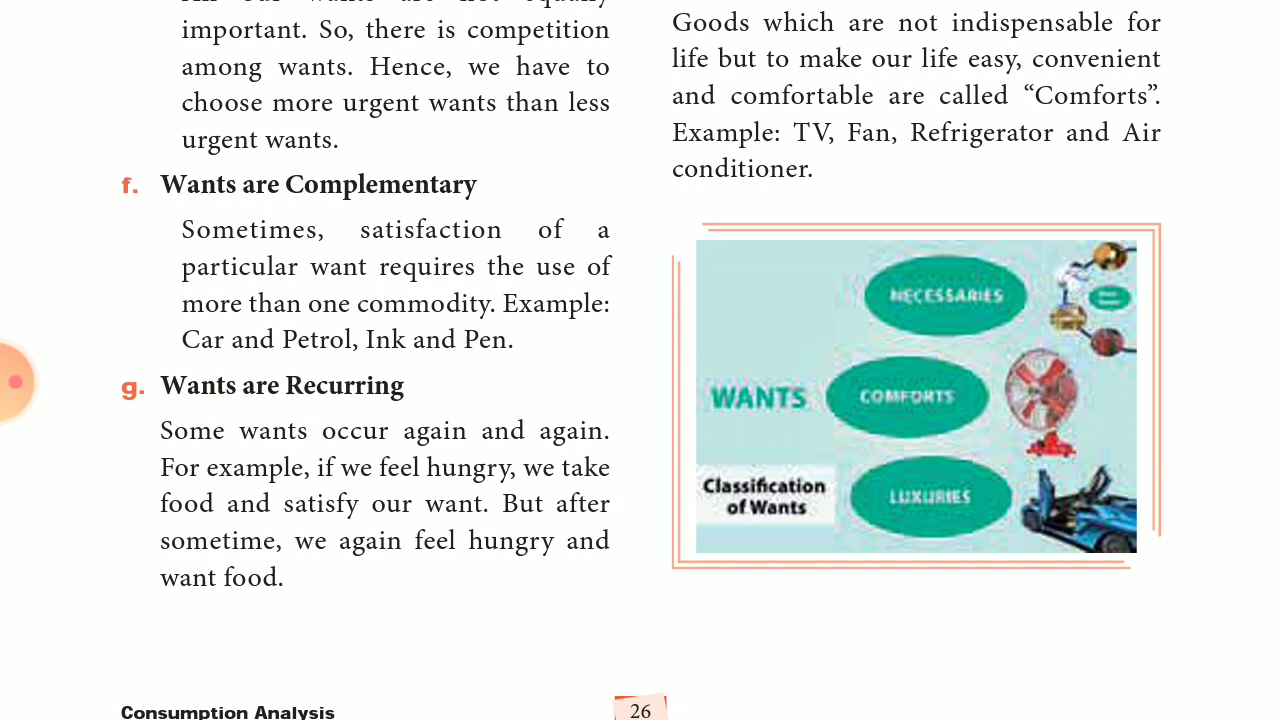 important. So, there is competition
among wants. Hence, we have to
choose more urgent wants than less
urgent wants.
f. Wants are Complementary
Sometimes, satisfaction of a
particular want requires the use of
more than one commodity. Example:
Car and Petrol, Ink and Pen.
g. Wants are Recurring
Some wants occur again and again.
For example, if we feel hungry, we take
food and satisfy our want. But after
sometime, we again feel hungry and
want food.
Goods which are not indispensable for
life but to make our life easy, convenient
and comfortable are called “Comforts”.
Example: TV, Fan, Refrigerator and Air
conditioner.
NECESSARIES
WANTS
COMFORTS
Classification
of Wants
LUXURIES
Consumption Analysis
26